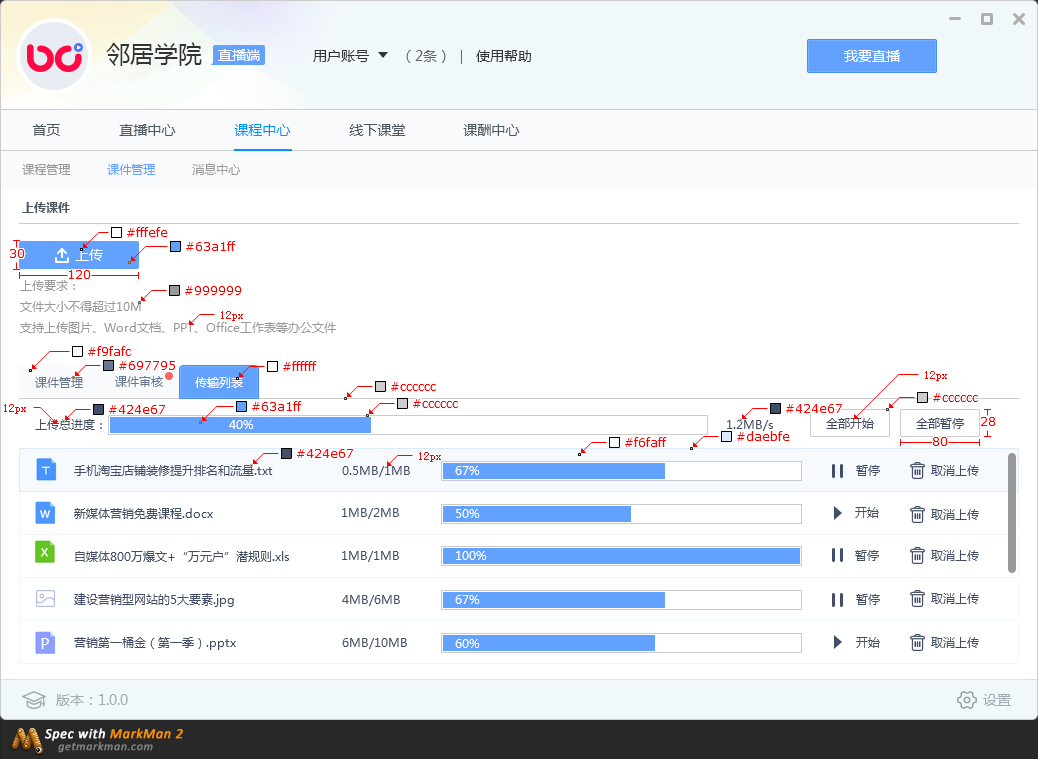 邻居学院 直播端 用户账号 （2条） | 使用帮助 我要直播
首页 直播中心 课程中心 线下课堂 课酬中心
课程管理 课件管理 消息中心
上传课件
#fffefe
#63a1ff
30 上传
120
上传要求：
#999999
文件大小不得超过10M
12px
支持上传图片、Word文档、PPT、Office工作表等办公文件
#f9fafc
#697795 #ffffff
课件管理 课件审核 传输列表
12px
#cccccc
#cccccc
#cccccc
12px #424e67 #63a1ff #424e67
上传总进度： 40% 1.2MB/s 全部开始 全部暂停 28
#daebfe
80
#f6faff
#424e67
12px
T 手机淘宝店铺装修提升排名和流量.txt 0.5MB/1MB 67% 暂停 取消上传
W 新媒体营销免费课程.docx 1MB/2MB 50% 开始 取消上传
X 自媒体800万爆文+“万元户”潜规则.xls 1MB/1MB 100% 暂停 取消上传
建设营销型网站的5大要素.jpg 4MB/6MB 67% 暂停 取消上传
P 营销第一桶金（第一季）.pptx 6MB/10MB 60% 开始 取消上传
版本：1.0.0 设置
Spec with MarkMan 2
getmarkman.com